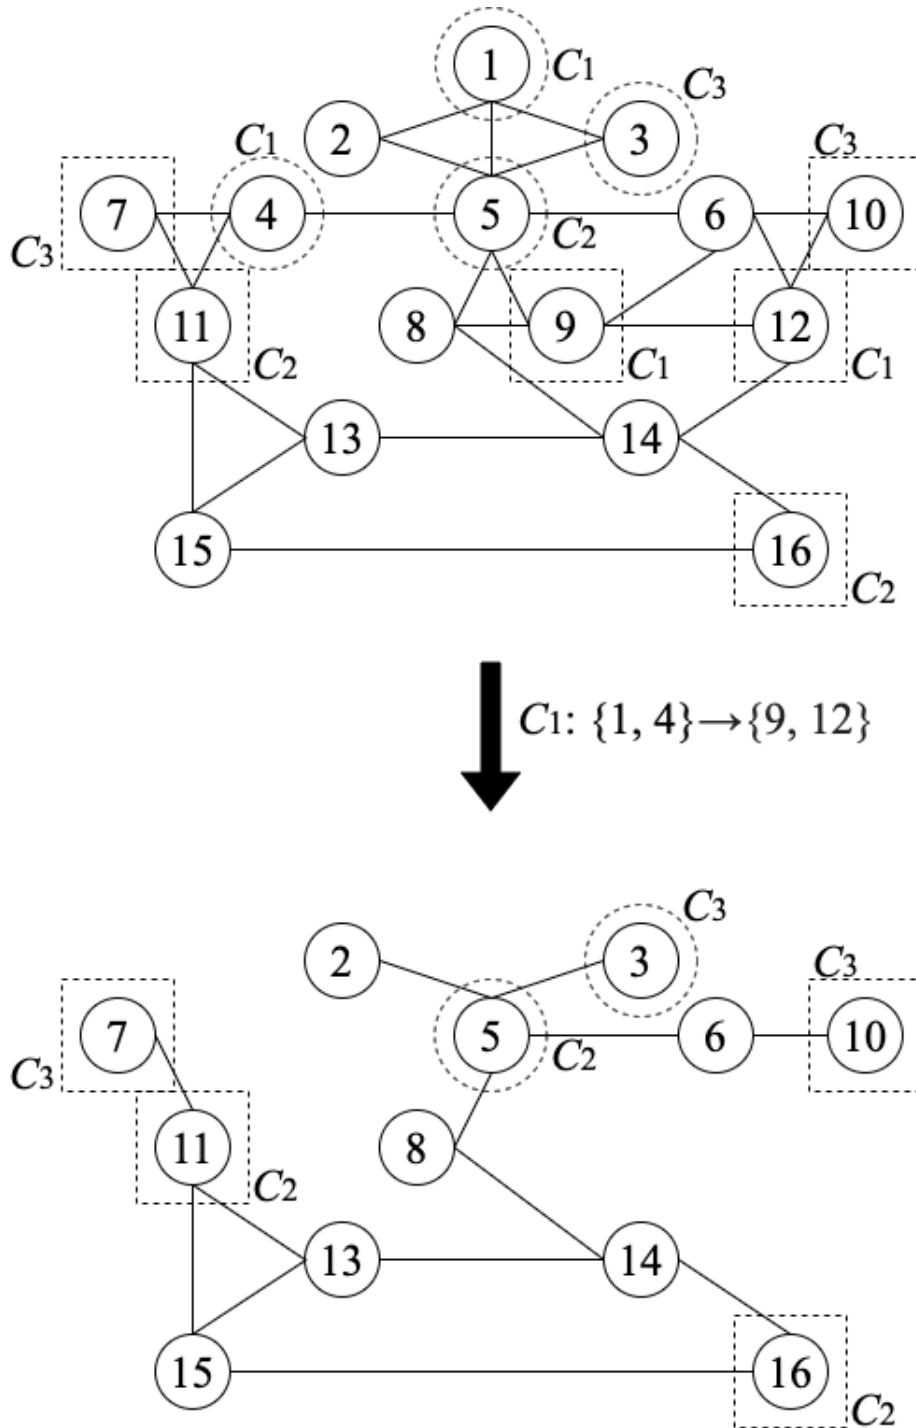 1 C1
2 3 C3
C1 C3
7 4 5 6 10
C3 C2
11 8 9 12
C2 C1 C1
13 14
15 16
C2
C1: {1, 4}→{9, 12}
2 3 C3
C3
7 5 6 10
C3 C2
11 8
C2
13 14
15 16
C2